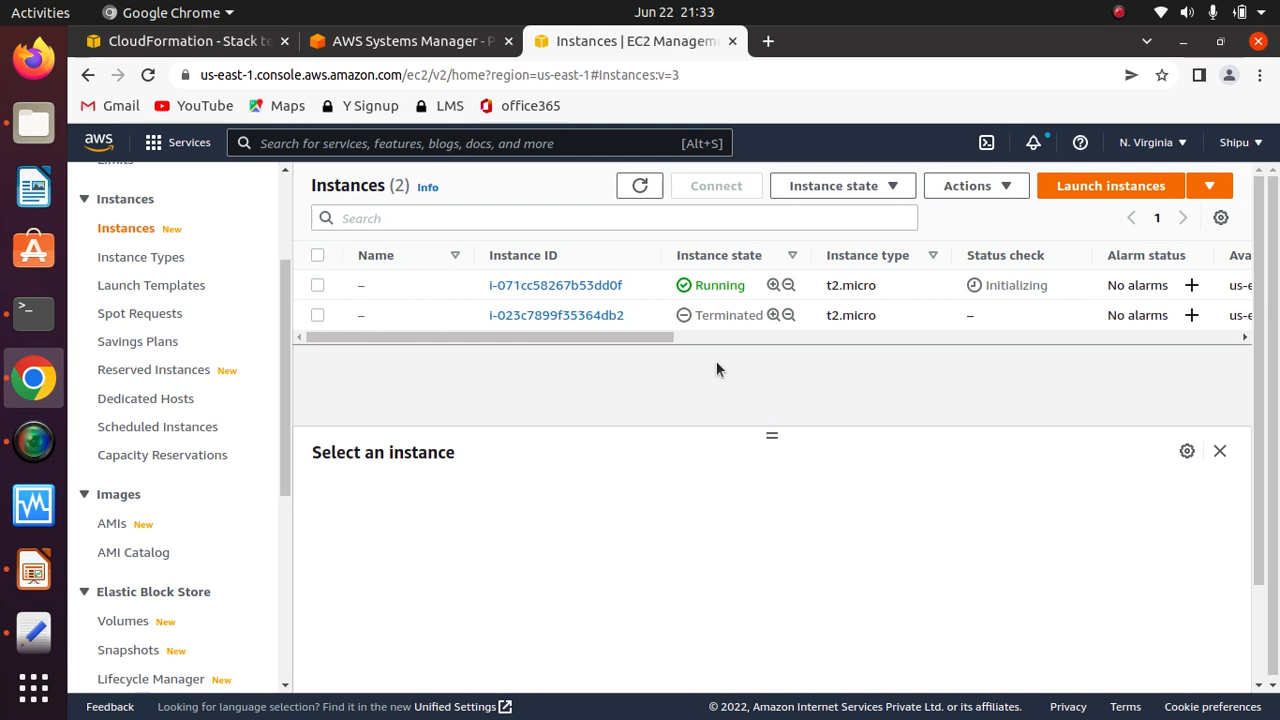 Activities Google Chrome Jun 22 21:33
CloudFormation - Stack te AWS Systems Manager - P Instances | EC2 Manageme
us-east-1.console.aws.amazon.com/ec2/v2/home?region=us-east-1#Instances:v=3
Gmail YouTube Maps Y Signup LMS office365
aws Services Search for services, features, blogs, docs, and more [Alt+S] N. Virginia Shipu
Limits
Instances
Instances New
Instance Types
Launch Templates
Spot Requests
Savings Plans
Reserved Instances New
Dedicated Hosts
Scheduled Instances
Capacity Reservations
Images
AMIs New
AMI Catalog
Elastic Block Store
Volumes New
Snapshots New
Lifecycle Manager New
Instances (2) Info Connect Instance state Actions Launch instances
Search 1
Name Instance ID Instance state Instance type Status check Alarm status Ava
– i-071cc58267b53dd0f Running t2.micro Initializing No alarms + us-e
– i-023c7899f35364db2 Terminated t2.micro – No alarms + us-e
Select an instance
Feedback Looking for language selection? Find it in the new Unified Settings © 2022, Amazon Internet Services Private Ltd. or its affiliates. Privacy Terms Cookie preferences